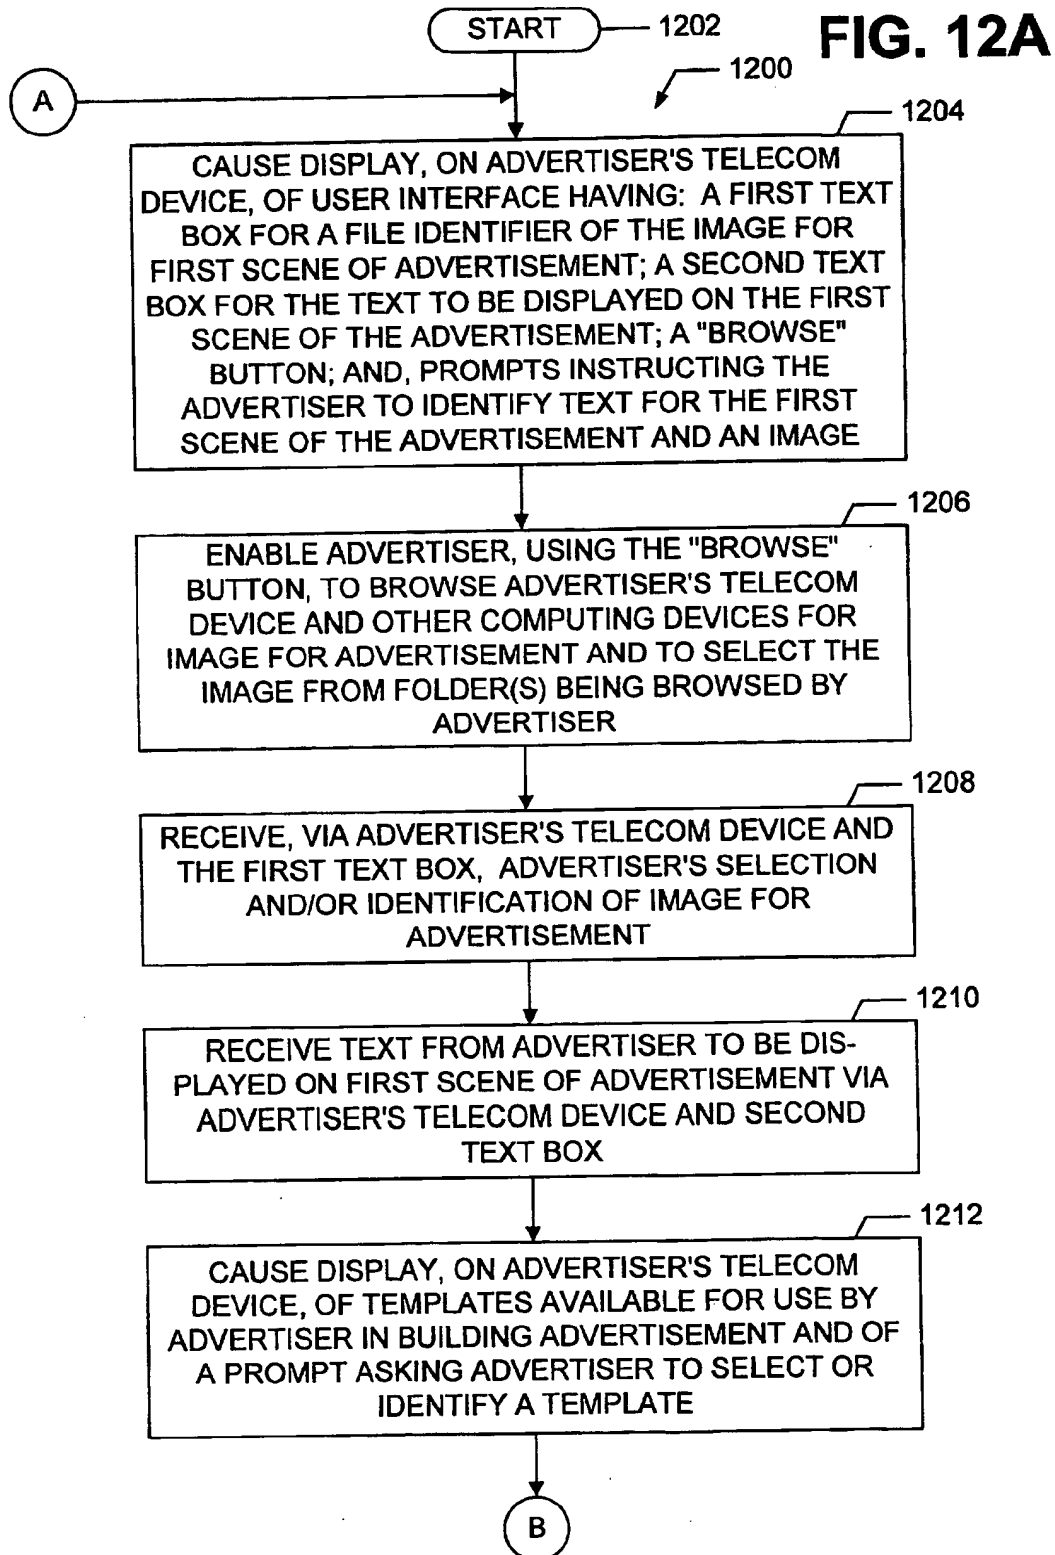 START
1202
FIG. 12A
1200
A
1204
CAUSE DISPLAY, ON ADVERTISER'S TELECOM
DEVICE, OF USER INTERFACE HAVING: A FIRST TEXT
BOX FOR A FILE IDENTIFIER OF THE IMAGE FOR
FIRST SCENE OF ADVERTISEMENT; A SECOND TEXT
BOX FOR THE TEXT TO BE DISPLAYED ON THE FIRST
SCENE OF THE ADVERTISEMENT; A "BROWSE"
BUTTON; AND, PROMPTS INSTRUCTING THE
ADVERTISER TO IDENTIFY TEXT FOR THE FIRST
SCENE OF THE ADVERTISEMENT AND AN IMAGE
1206
ENABLE ADVERTISER, USING THE "BROWSE"
BUTTON, TO BROWSE ADVERTISER'S TELECOM
DEVICE AND OTHER COMPUTING DEVICES FOR
IMAGE FOR ADVERTISEMENT AND TO SELECT THE
IMAGE FROM FOLDER(S) BEING BROWSED BY
ADVERTISER
1208
RECEIVE, VIA ADVERTISER'S TELECOM DEVICE AND
THE FIRST TEXT BOX, ADVERTISER'S SELECTION
AND/OR IDENTIFICATION OF IMAGE FOR
ADVERTISEMENT
1210
RECEIVE TEXT FROM ADVERTISER TO BE DIS-
PLAYED ON FIRST SCENE OF ADVERTISEMENT VIA
ADVERTISER'S TELECOM DEVICE AND SECOND
TEXT BOX
1212
CAUSE DISPLAY, ON ADVERTISER'S TELECOM
DEVICE, OF TEMPLATES AVAILABLE FOR USE BY
ADVERTISER IN BUILDING ADVERTISEMENT AND OF
A PROMPT ASKING ADVERTISER TO SELECT OR
IDENTIFY A TEMPLATE
B